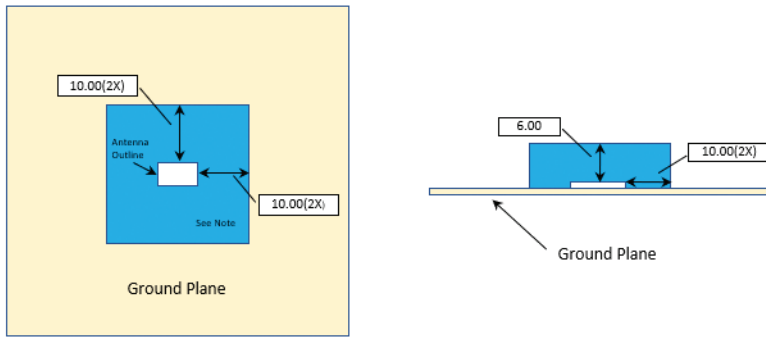 10.00(2X)
Antenna
Outline
10.00(2X)
See Note
Ground Plane
6.00
10.00(2X)
Ground Plane